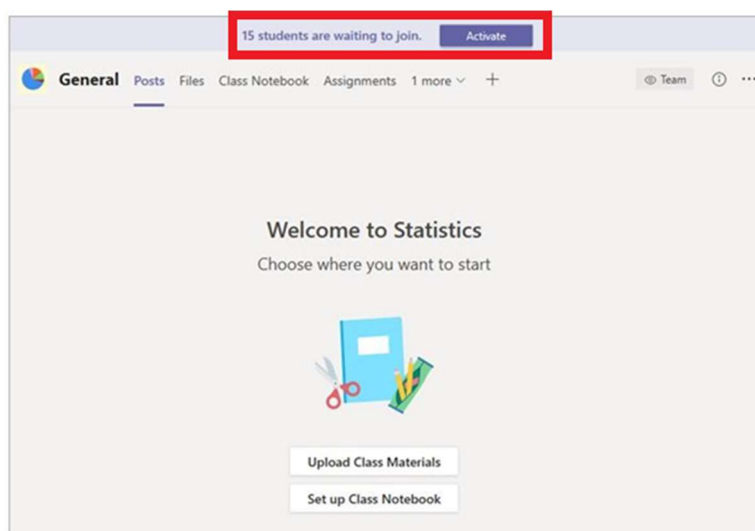 15 students are waiting to join. Activate
General Posts Files Class Notebook Assignments 1 more Team
Welcome to Statistics
Choose where you want to start
Upload Class Materials
Set up Class Notebook